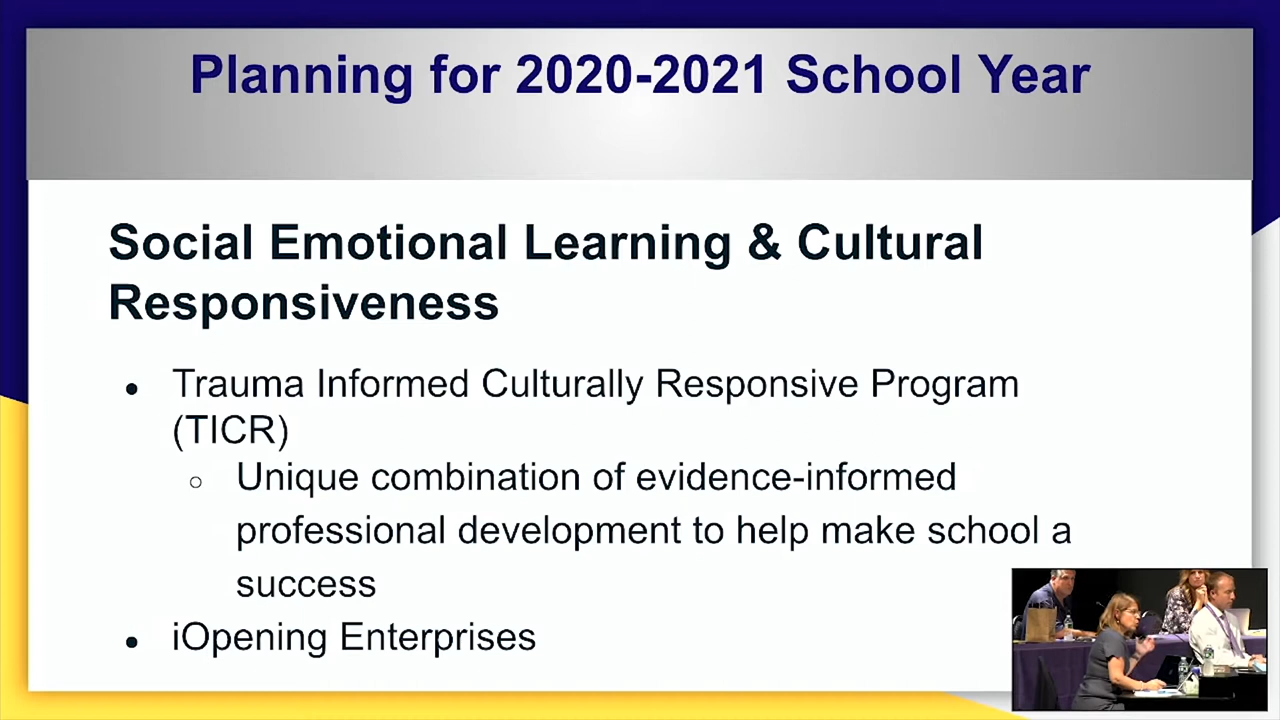 Planning for 2020-2021 School Year
Social Emotional Learning & Cultural
Responsiveness
● Trauma Informed Culturally Responsive Program
(TICR)
○ Unique combination of evidence-informed
professional development to help make school a
success
● iOpening Enterprises